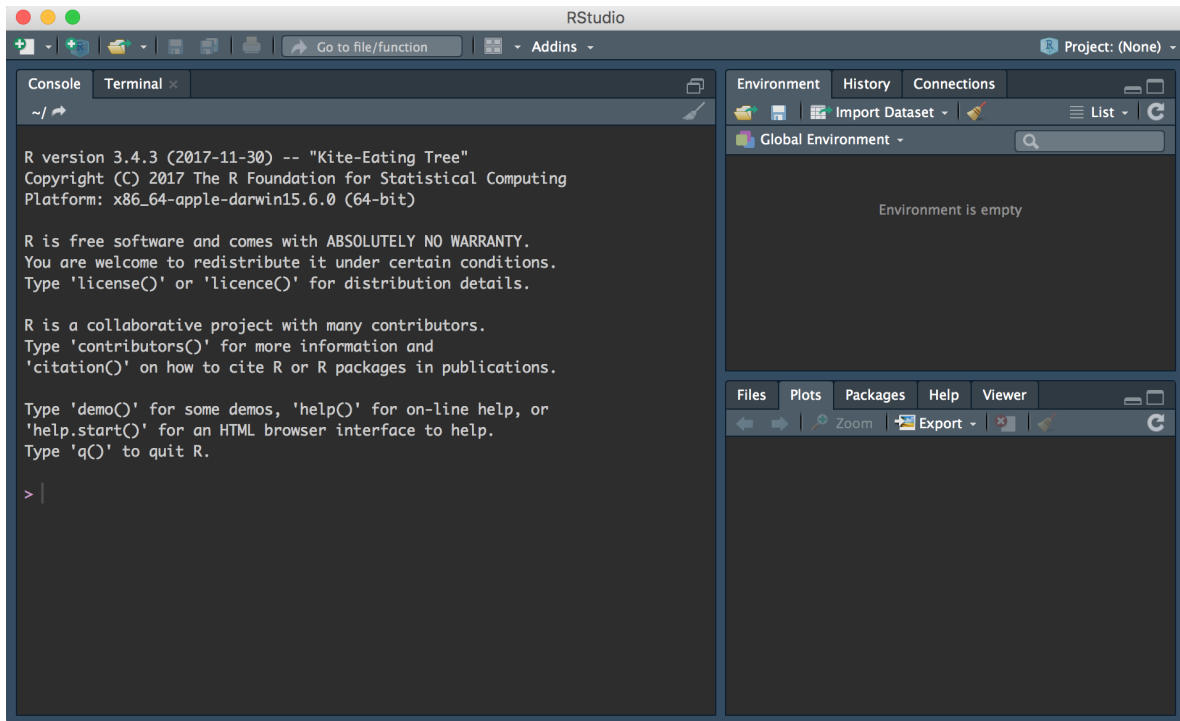 RStudio
Go to file/function
Addins
Project: (None)
Console Terminal
~/
R version 3.4.3 (2017-11-30) -- "Kite-Eating Tree"
Copyright (C) 2017 The R Foundation for Statistical Computing
Platform: x86_64-apple-darwin15.6.0 (64-bit)
R is free software and comes with ABSOLUTELY NO WARRANTY.
You are welcome to redistribute it under certain conditions.
Type 'license()' or 'licence()' for distribution details.
R is a collaborative project with many contributors.
Type 'contributors()' for more information and
'citation()' on how to cite R or R packages in publications.
Type 'demo()' for some demos, 'help()' for on-line help, or
'help.start()' for an HTML browser interface to help.
Type 'q()' to quit R.
>
Environment History Connections
Import Dataset List
Global Environment
Environment is empty
Files Plots Packages Help Viewer
Zoom Export